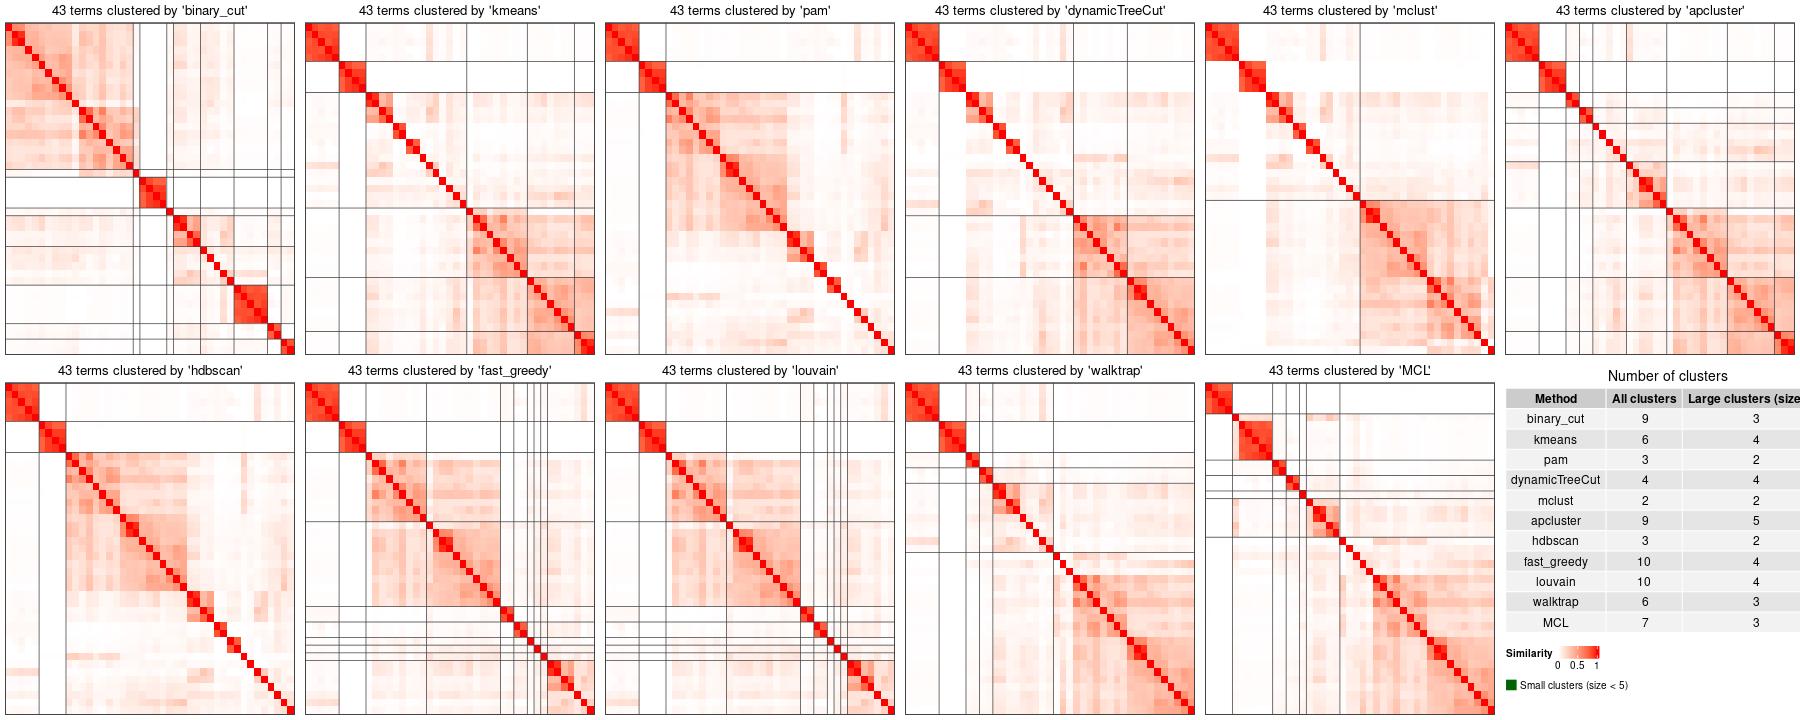 43 terms clustered by 'binary_cut'
43 terms clustered by 'kmeans'
43 terms clustered by 'pam'
43 terms clustered by 'dynamicTreeCut'
43 terms clustered by 'mclust'
43 terms clustered by 'apcluster'
43 terms clustered by 'hdbscan'
43 terms clustered by 'fast_greedy'
43 terms clustered by 'louvain'
43 terms clustered by 'walktrap'
43 terms clustered by 'MCL'
Number of clusters
Method All clusters Large clusters (size
binary_cut 9 3
kmeans 6 4
pam 3 2
dynamicTreeCut 4 4
mclust 2 2
apcluster 9 5
hdbscan 3 2
fast_greedy 10 4
louvain 10 4
walktrap 6 3
MCL 7 3
Similarity
0 0.5 1
Small clusters (size < 5)